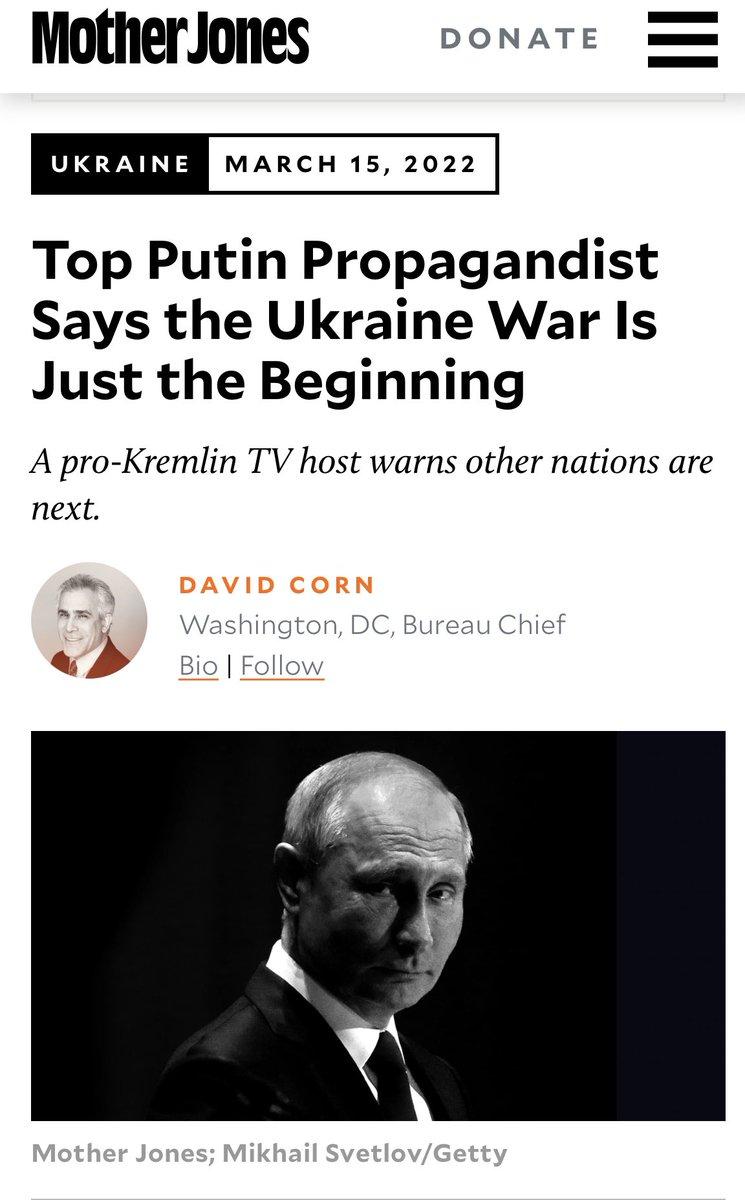 Mother Jones
DONATE
UKRAINE MARCH 15, 2022
Top Putin Propagandist
Says the Ukraine War Is
Just the Beginning
A pro-Kremlin TV host warns other nations are
next.
DAVID CORN
Washington, DC, Bureau Chief
Bio | Follow
Mother Jones; Mikhail Svetlov/Getty